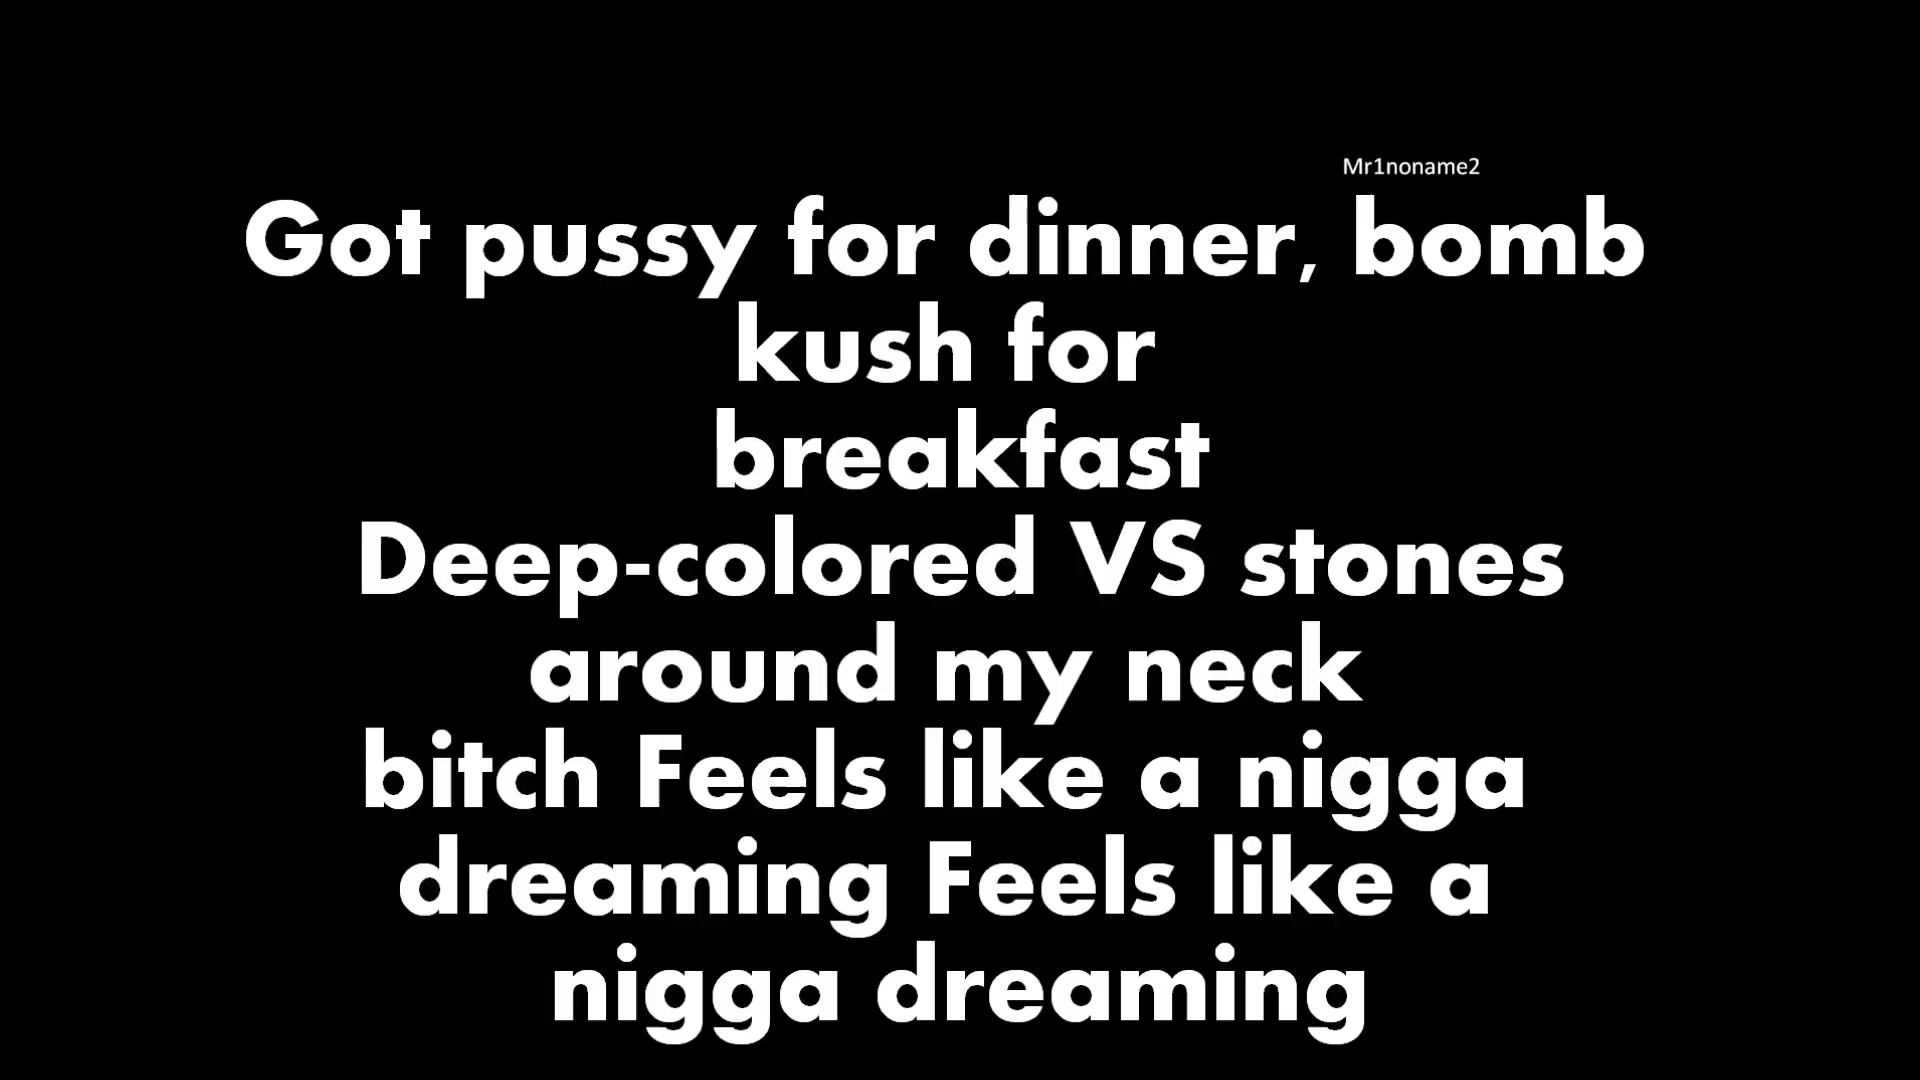 Mr1noname2
Got pussy for dinner, bomb
kush for
breakfast
Deep-colored VS stones
around my neck
bitch Feels like a nigga
dreaming Feels like a
nigga dreaming